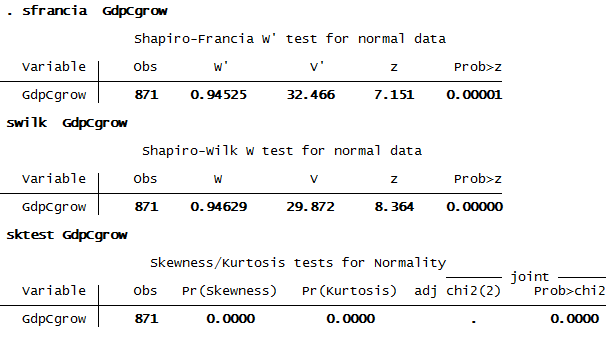 . sfrancia GdpCgrow
Shapiro-Francia W' test for normal data
Variable Obs W' V' z Prob>z
GdpCgrow 871 0.94525 32.466 7.151 0.00001
swilk GdpCgrow
Shapiro-Wilk W test for normal data
Variable Obs W V z Prob>z
GdpCgrow 871 0.94629 29.872 8.364 0.00000
sktest GdpCgrow
Skewness/Kurtosis tests for Normality
joint
Variable Obs Pr(Skewness) Pr(Kurtosis) adj chi2(2) Prob>chi2
GdpCgrow 871 0.0000 0.0000 . 0.0000